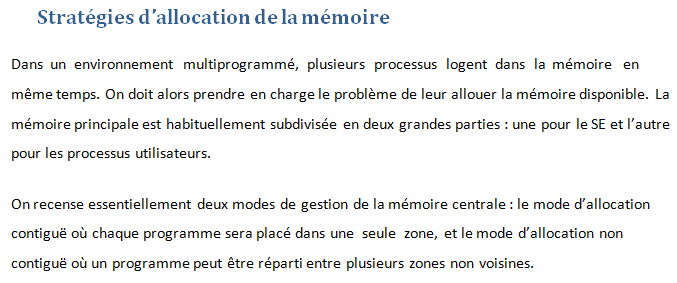 Stratégies d’allocation de la mémoire
Dans un environnement multiprogrammé, plusieurs processus logent dans la mémoire en
même temps. On doit alors prendre en charge le problème de leur allouer la mémoire disponible. La
mémoire principale est habituellement subdivisée en deux grandes parties : une pour le SE et l’autre
pour les processus utilisateurs.
On recense essentiellement deux modes de gestion de la mémoire centrale : le mode d’allocation
contiguë où chaque programme sera placé dans une seule zone, et le mode d’allocation non
contiguë où un programme peut être réparti entre plusieurs zones non voisines.